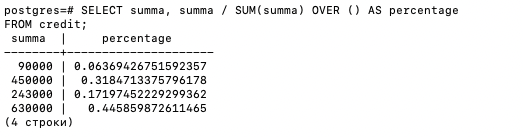 postgres=# SELECT summa, summa / SUM(summa) OVER () AS percentage
FROM credit;
 summa  |     percentage
--------+---------------------
  90000 | 0.06369426751592357
 450000 | 0.3184713375796178
 243000 | 0.17197452229299362
 630000 |   0.445859872611465
(4 строки)